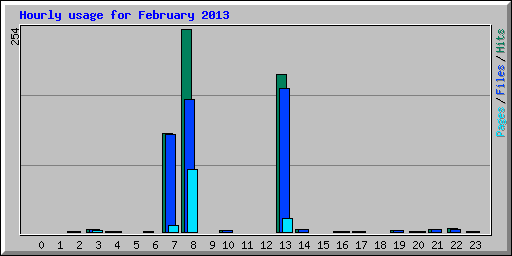 Hourly usage for February 2013
254
Pages/Files/Hits
0 1 2 3 4 5 6 7 8 9 10 11 12 13 14 15 16 17 18 19 20 21 22 23